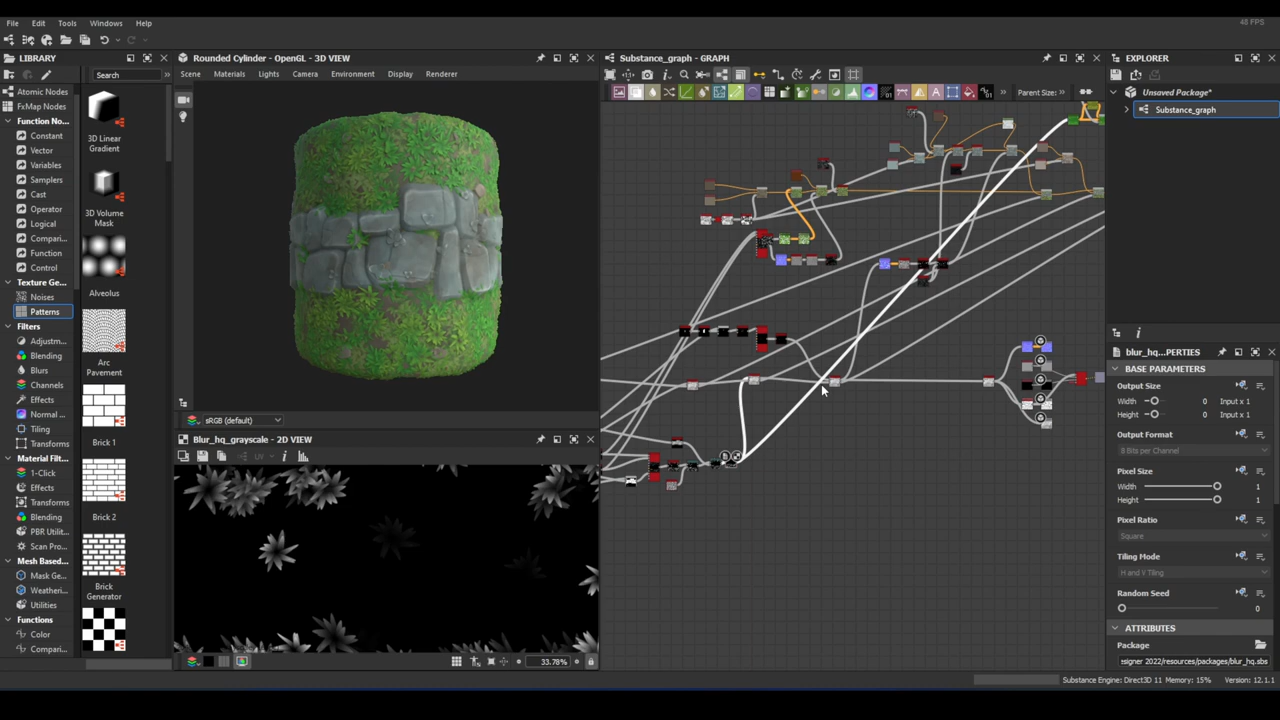 File Edit Tools Windows Help
48 FPS
LIBRARY
Search
Atomic Nodes
FxMap Nodes
Function No...
Constant
Vector
Variables
Samplers
Cast
Operator
Logical
Compari...
Function
Control
Texture Ge...
Noises
Patterns
Filters
Adjustm...
Blending
Blurs
Channels
Effects
Normal ...
Tiling
Transforms
Material Filt...
1-Click
Effects
Transforms
Blending
PBR Utilit...
Scan Pro...
Mesh Based...
Mask Ge...
Weatheri...
Utilities
Functions
Color
Compari...
3D Linear
Gradient
3D Volume
Mask
Alveolus
Arc
Pavement
Brick 1
Brick 2
Brick
Generator
Rounded Cylinder - OpenGL - 3D VIEW
Scene Materials Lights Camera Environment Display Renderer
sRGB (default)
Blur_hq_grayscale - 2D VIEW
UV
33.78%
Substance_graph - GRAPH
Parent Size:
EXPLORER
Unsaved Package*
Substance_graph
blur_hq...PERTIES
BASE PARAMETERS
Output Size
Width 0 Input x 1
Height 0 Input x 1
Output Format
8 Bits per Channel
Pixel Size
Width 1
Height 1
Pixel Ratio
Square
Tiling Mode
H and V Tiling
Random Seed
0
ATTRIBUTES
Package
esigner 2022/resources/packages/blur_hq.sbs
Substance Engine: Direct3D 11 Memory: 15% Version: 12.1.1